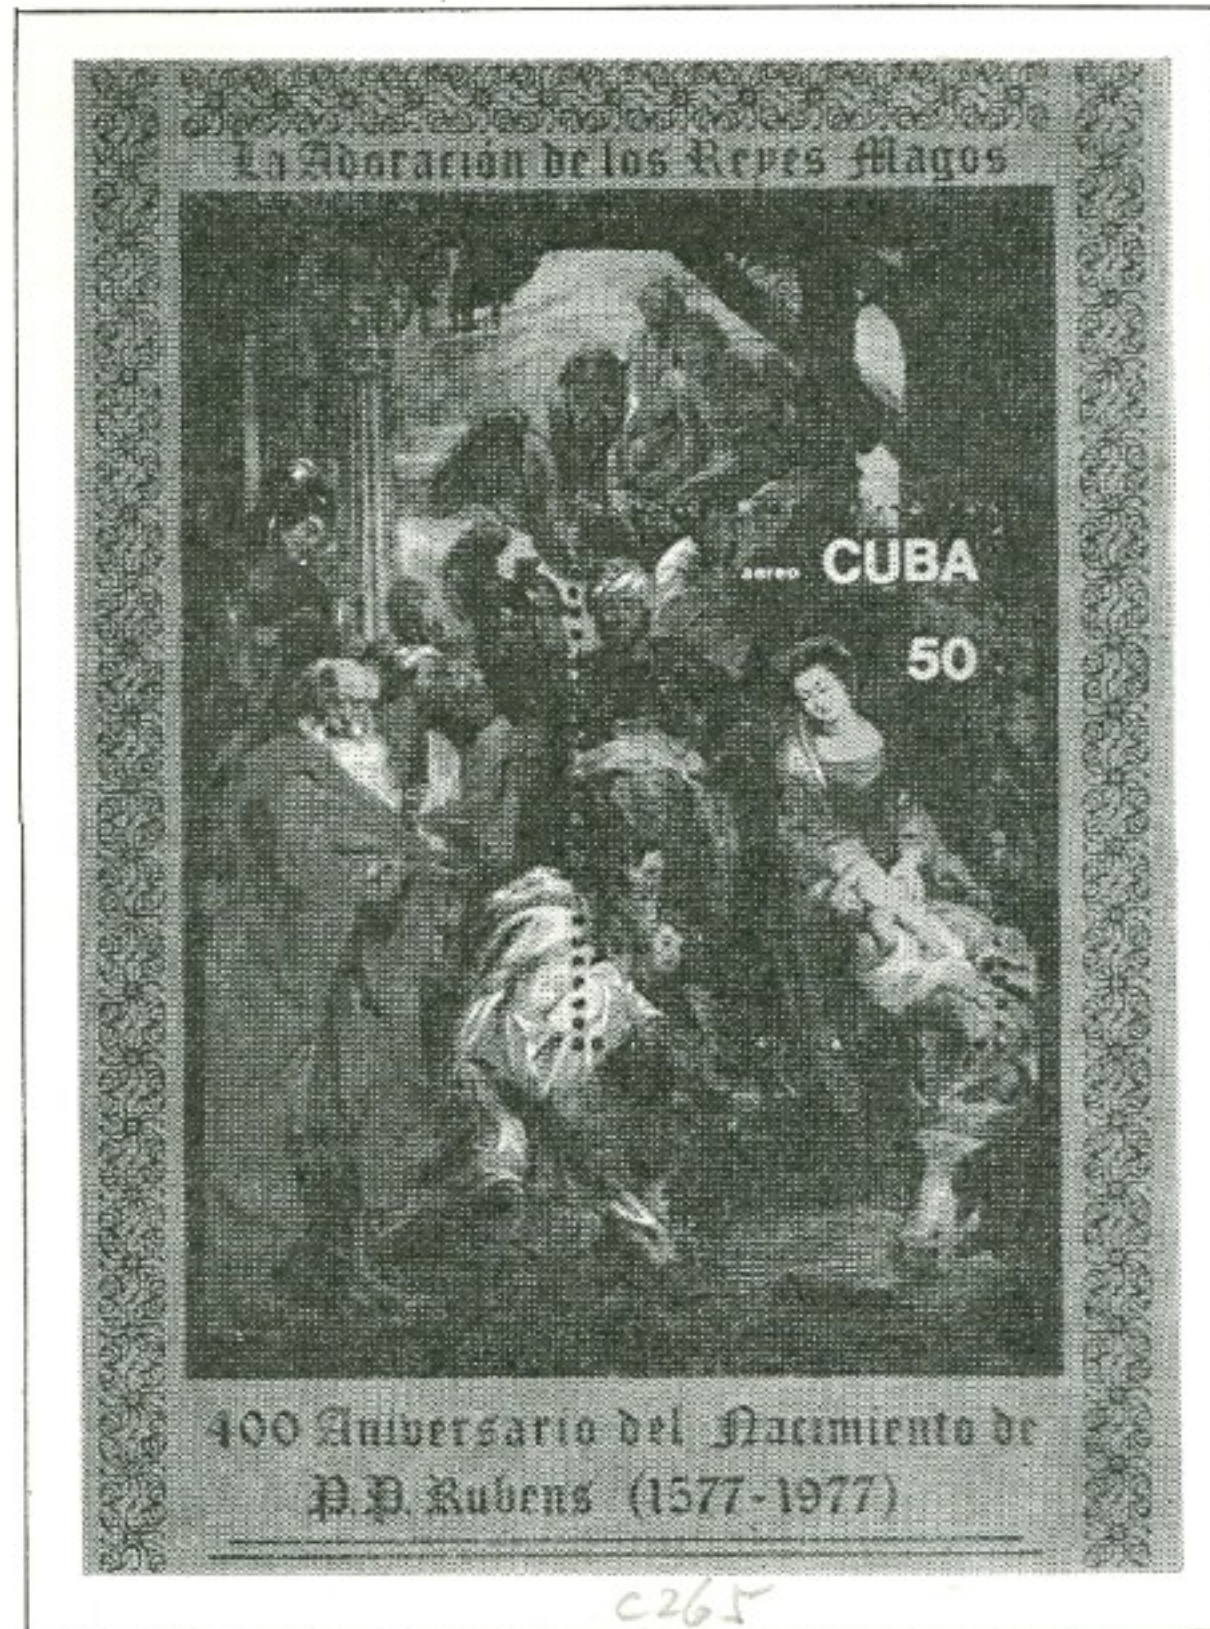 La Adoración de los Reyes Magos
aereo CUBA
50
400 Aniversario del Nacimiento de
P.P. Rubens (1577-1977)
C265